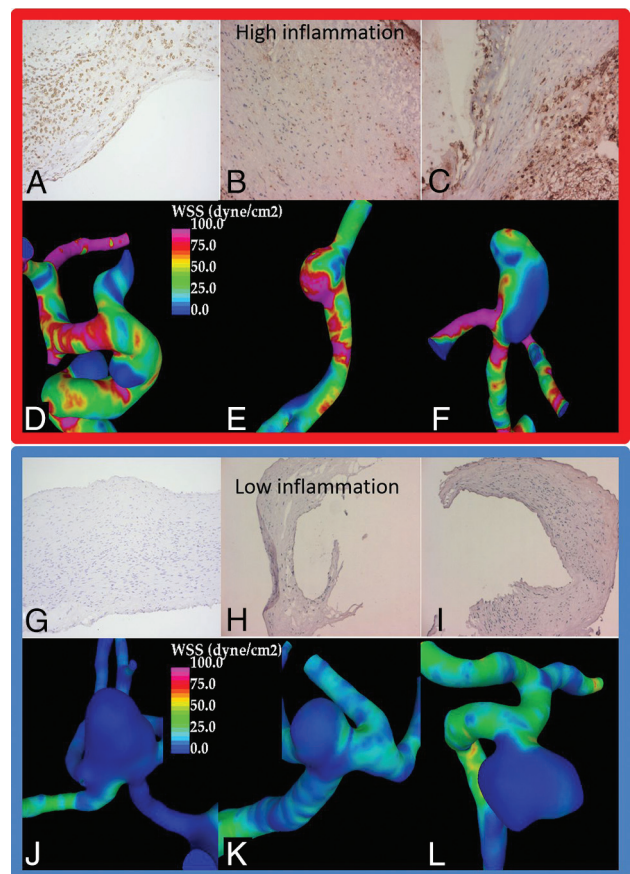 High inflammation
A
B
C
WSS (dyne/cm2)
100.0
75.0
50.0
25.0
0.0
D
E
F
Low inflammation
G
H
I
WSS (dyne/cm2)
100.0
75.0
50.0
25.0
0.0
J
K
L